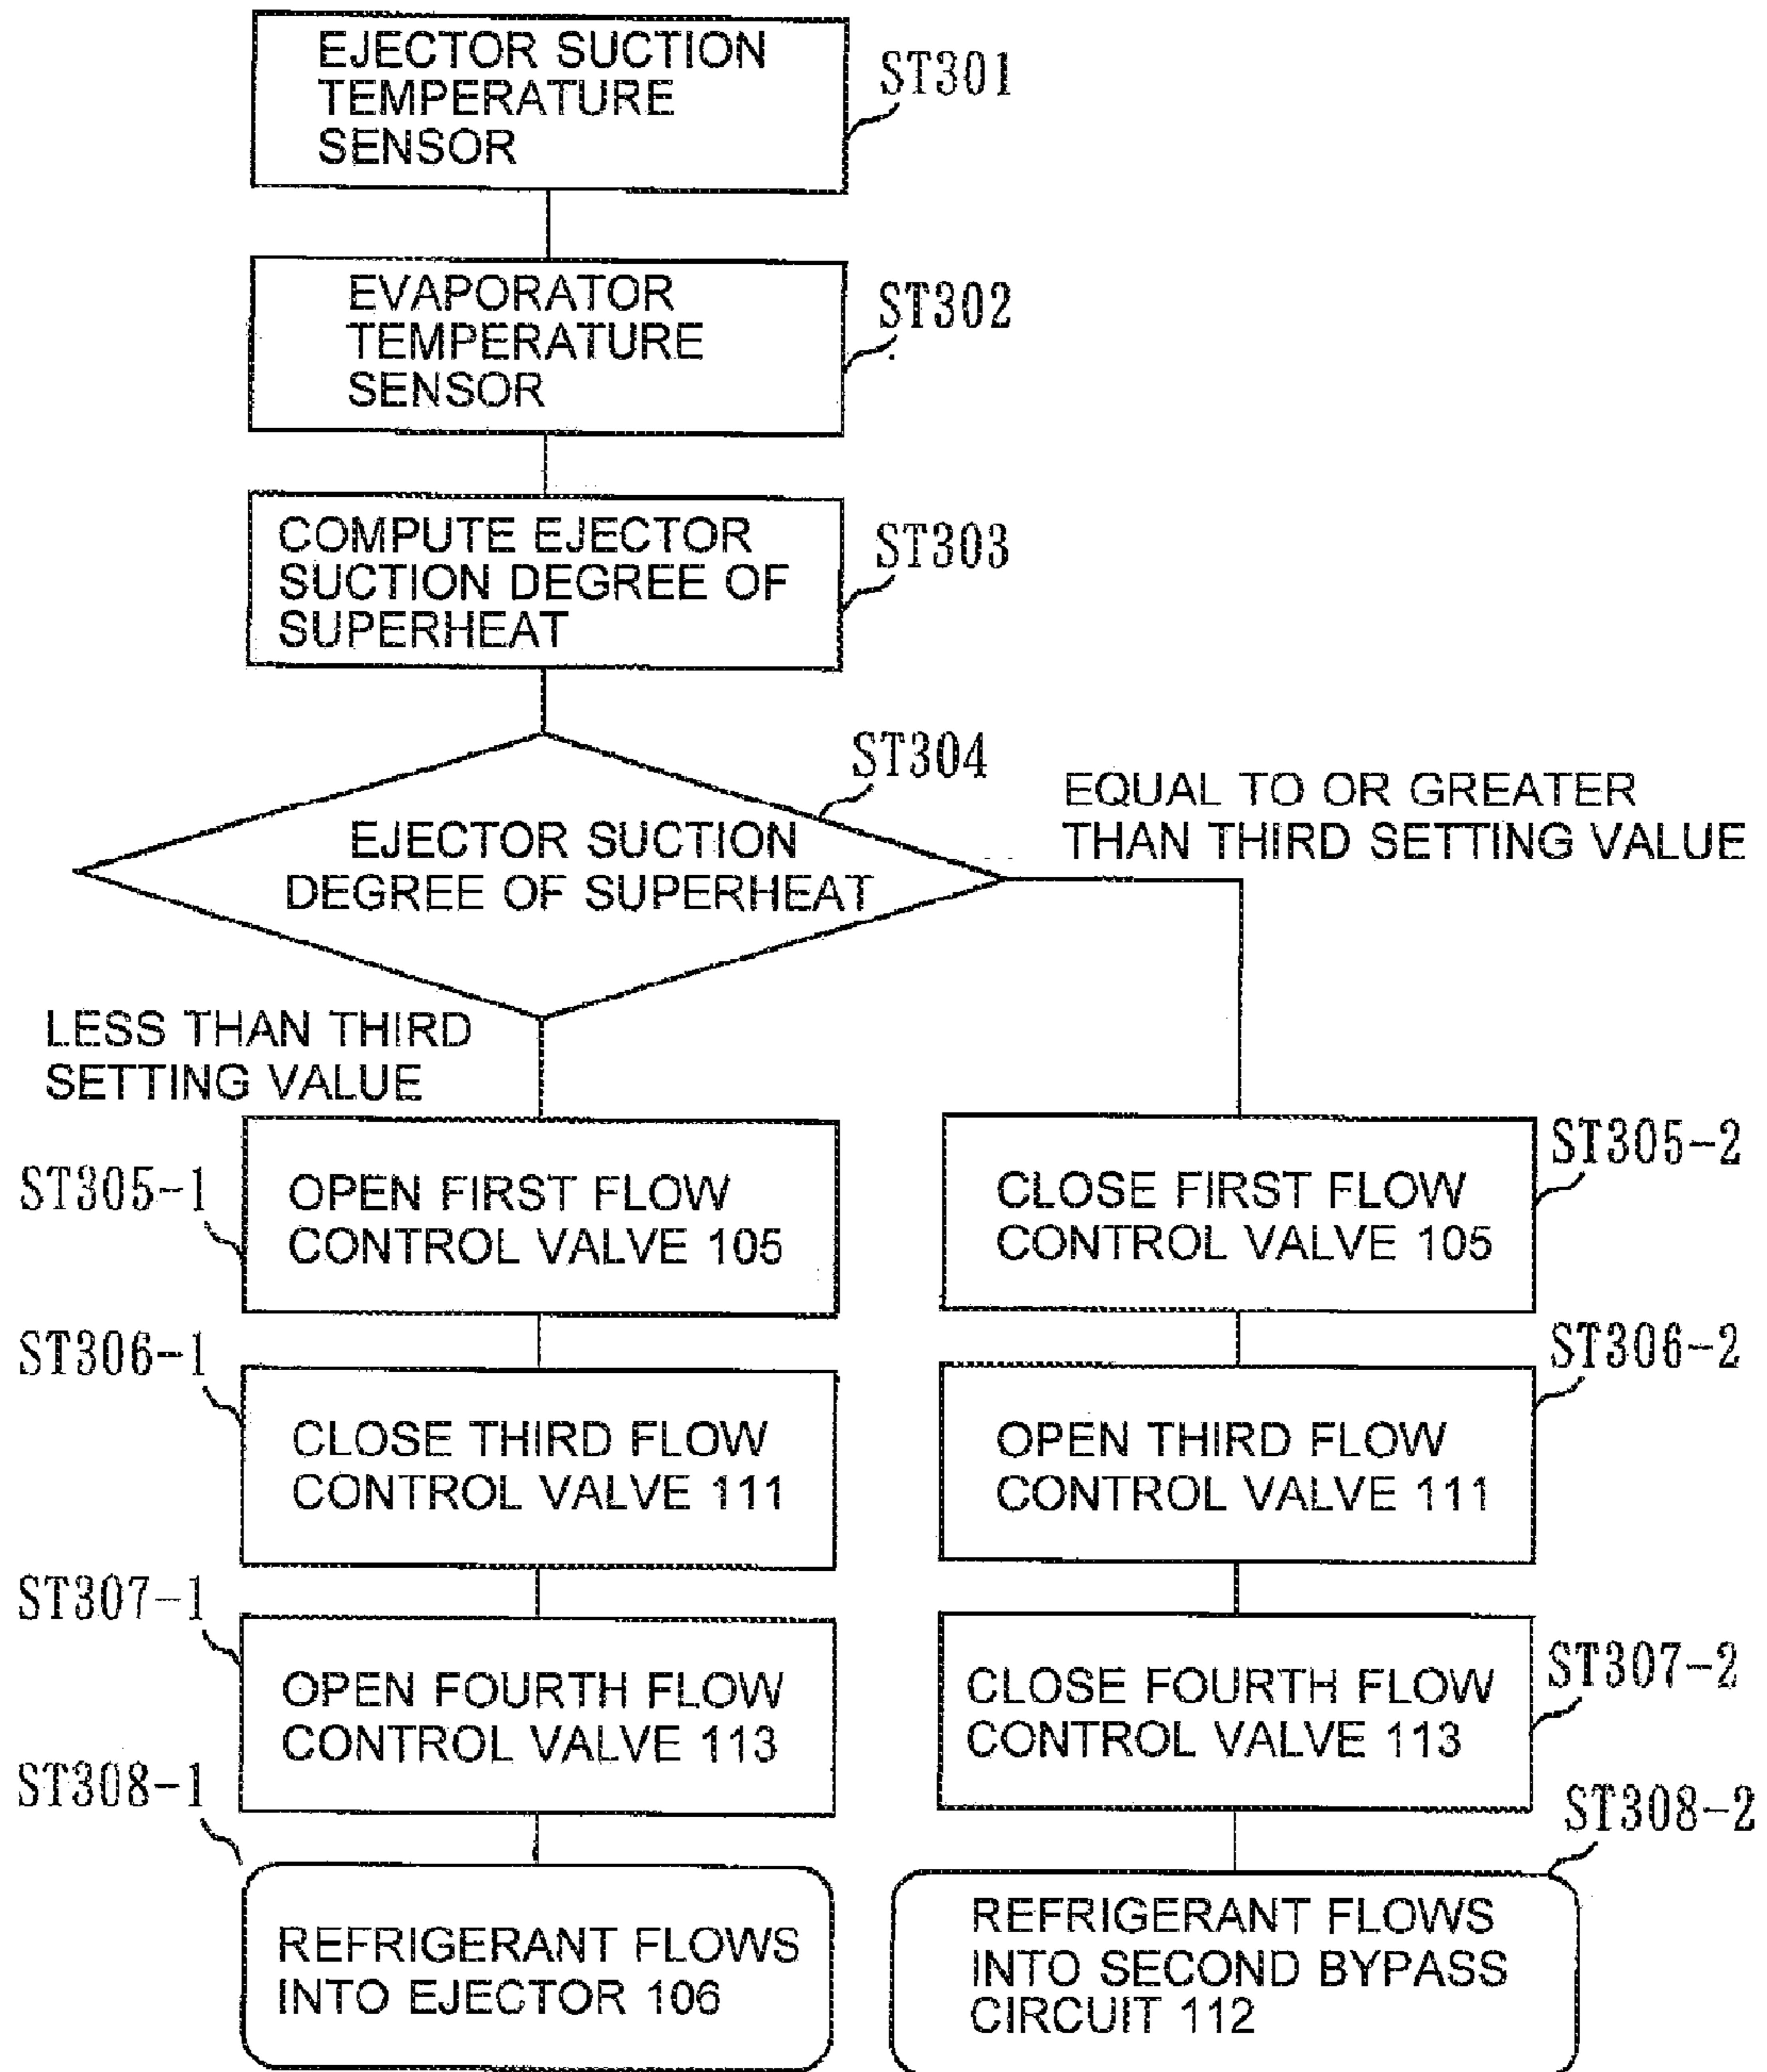 EJECTOR SUCTION
TEMPERATURE
SENSOR
ST301
EVAPORATOR
TEMPERATURE
SENSOR
ST302
COMPUTE EJECTOR
SUCTION DEGREE OF
SUPERHEAT
ST303
ST304
EJECTOR SUCTION
DEGREE OF SUPERHEAT
EQUAL TO OR GREATER
THAN THIRD SETTING VALUE
LESS THAN THIRD
SETTING VALUE
ST305-1
OPEN FIRST FLOW
CONTROL VALVE 105
CLOSE FIRST FLOW
CONTROL VALVE 105
ST305-2
ST306-1
CLOSE THIRD FLOW
CONTROL VALVE 111
OPEN THIRD FLOW
CONTROL VALVE 111
ST306-2
ST307-1
OPEN FOURTH FLOW
CONTROL VALVE 113
CLOSE FOURTH FLOW
CONTROL VALVE 113
ST307-2
ST308-1
REFRIGERANT FLOWS
INTO EJECTOR 106
REFRIGERANT FLOWS
INTO SECOND BYPASS
CIRCUIT 112
ST308-2